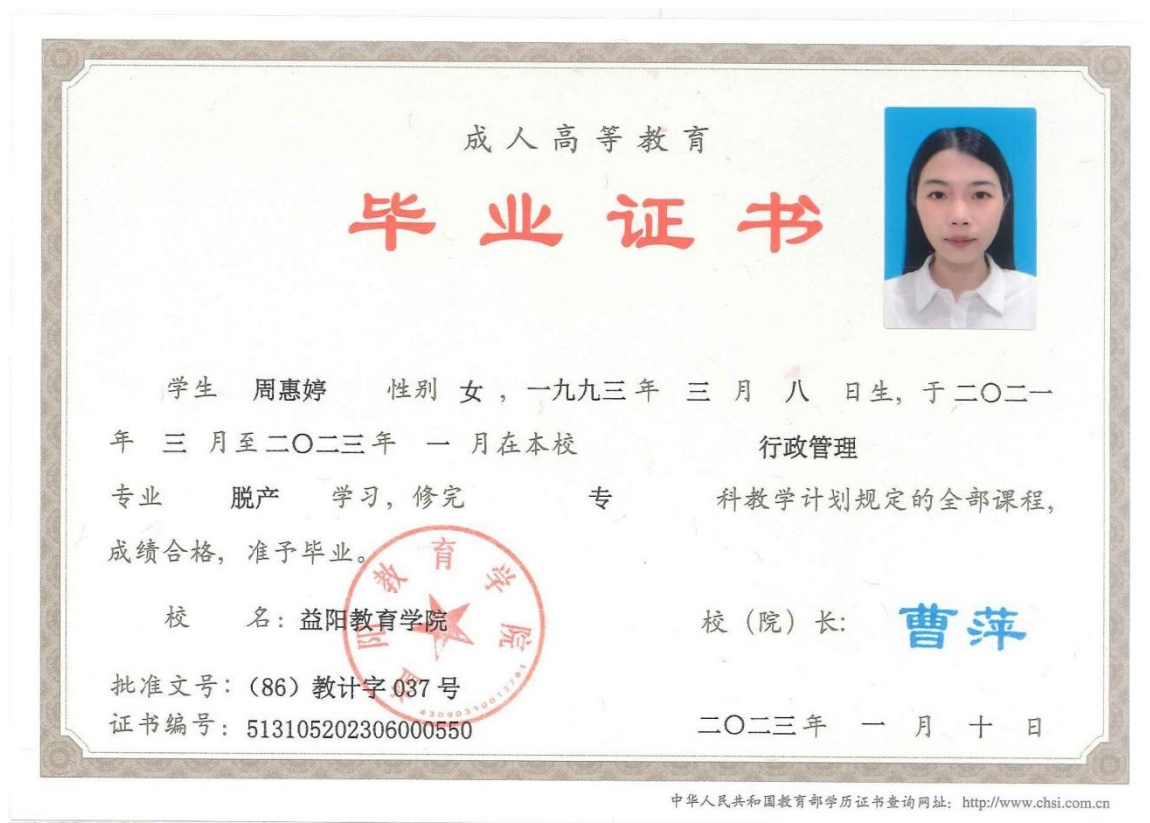 成人高等教育
毕业证书
学生 周惠婷 性别 女，一九九三年 三 月 八 日生，于二〇二一
年 三 月至二〇二三年 一 月在本校 行政管理
专业 脱产 学习，修完 专 科教学计划规定的全部课程，
成绩合格，准予毕业。
校 名：益阳教育学院
校（院）长：曹萍
批准文号：(86) 教计字 037 号
证书编号：513105202306000550
二〇二三年 一 月 十 日
益阳教育学院
中华人民共和国教育部学历证书查询网址：http://www.chsi.com.cn